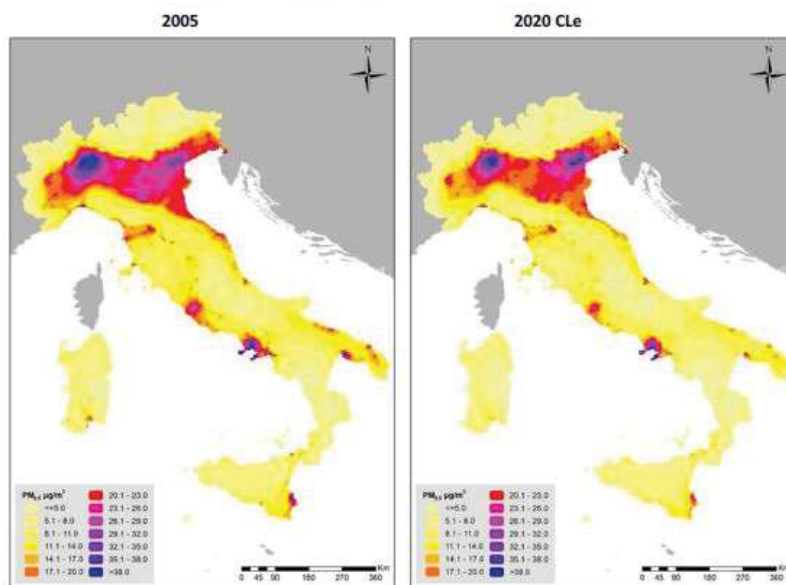 2005
2020 CLe
N
N
PM2.5 µg/m³
<=5.0
5.1 - 8.0
8.1 - 11.0
11.1 - 14.0
14.1 - 17.0
17.1 - 20.0
20.1 - 23.0
23.1 - 26.0
26.1 - 29.0
29.1 - 32.0
32.1 - 35.0
35.1 - 38.0
>38.0
Km
0 45 90 180 270 360
PM2.5 µg/m³
<=5.0
5.1 - 8.0
8.1 - 11.0
11.1 - 14.0
14.1 - 17.0
17.1 - 20.0
20.1 - 23.0
23.1 - 26.0
26.1 - 29.0
29.1 - 32.0
32.1 - 35.0
35.1 - 38.0
>38.0
Km
0 45 90 180 270 360